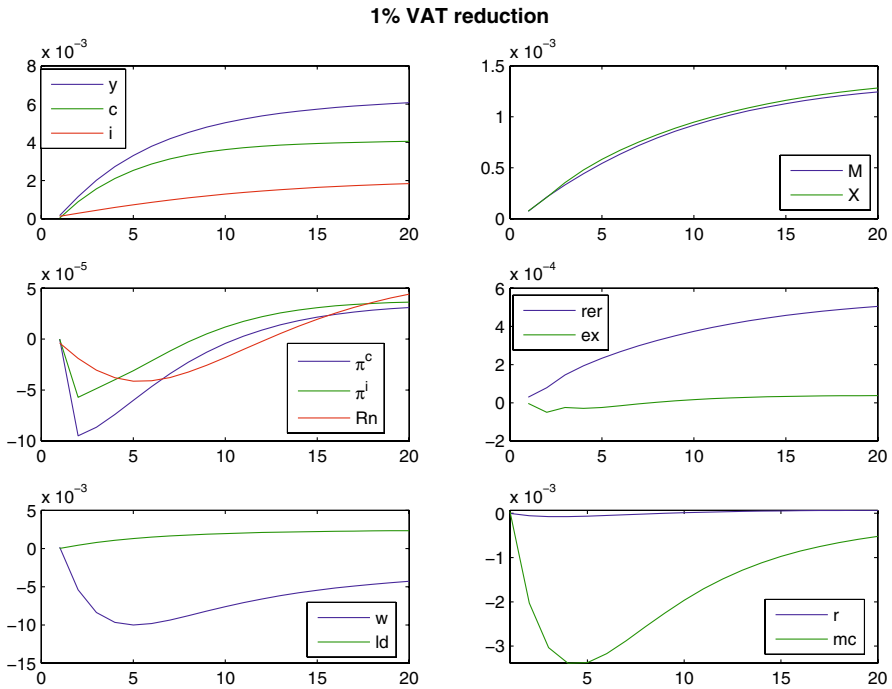 1% VAT reduction
x 10⁻³
8
6
4
2
0
0 5 10 15 20
y
c
i
x 10⁻³
1.5
1
0.5
0
0 5 10 15 20
M
X
x 10⁻⁵
5
0
−5
−10
0 5 10 15 20
πᶜ
πⁱ
Rn
x 10⁻⁴
6
4
2
0
−2
0 5 10 15 20
rer
ex
x 10⁻³
5
0
−5
−10
−15
0 5 10 15 20
w
ld
x 10⁻³
0
−1
−2
−3
5 10 15 20
r
mc